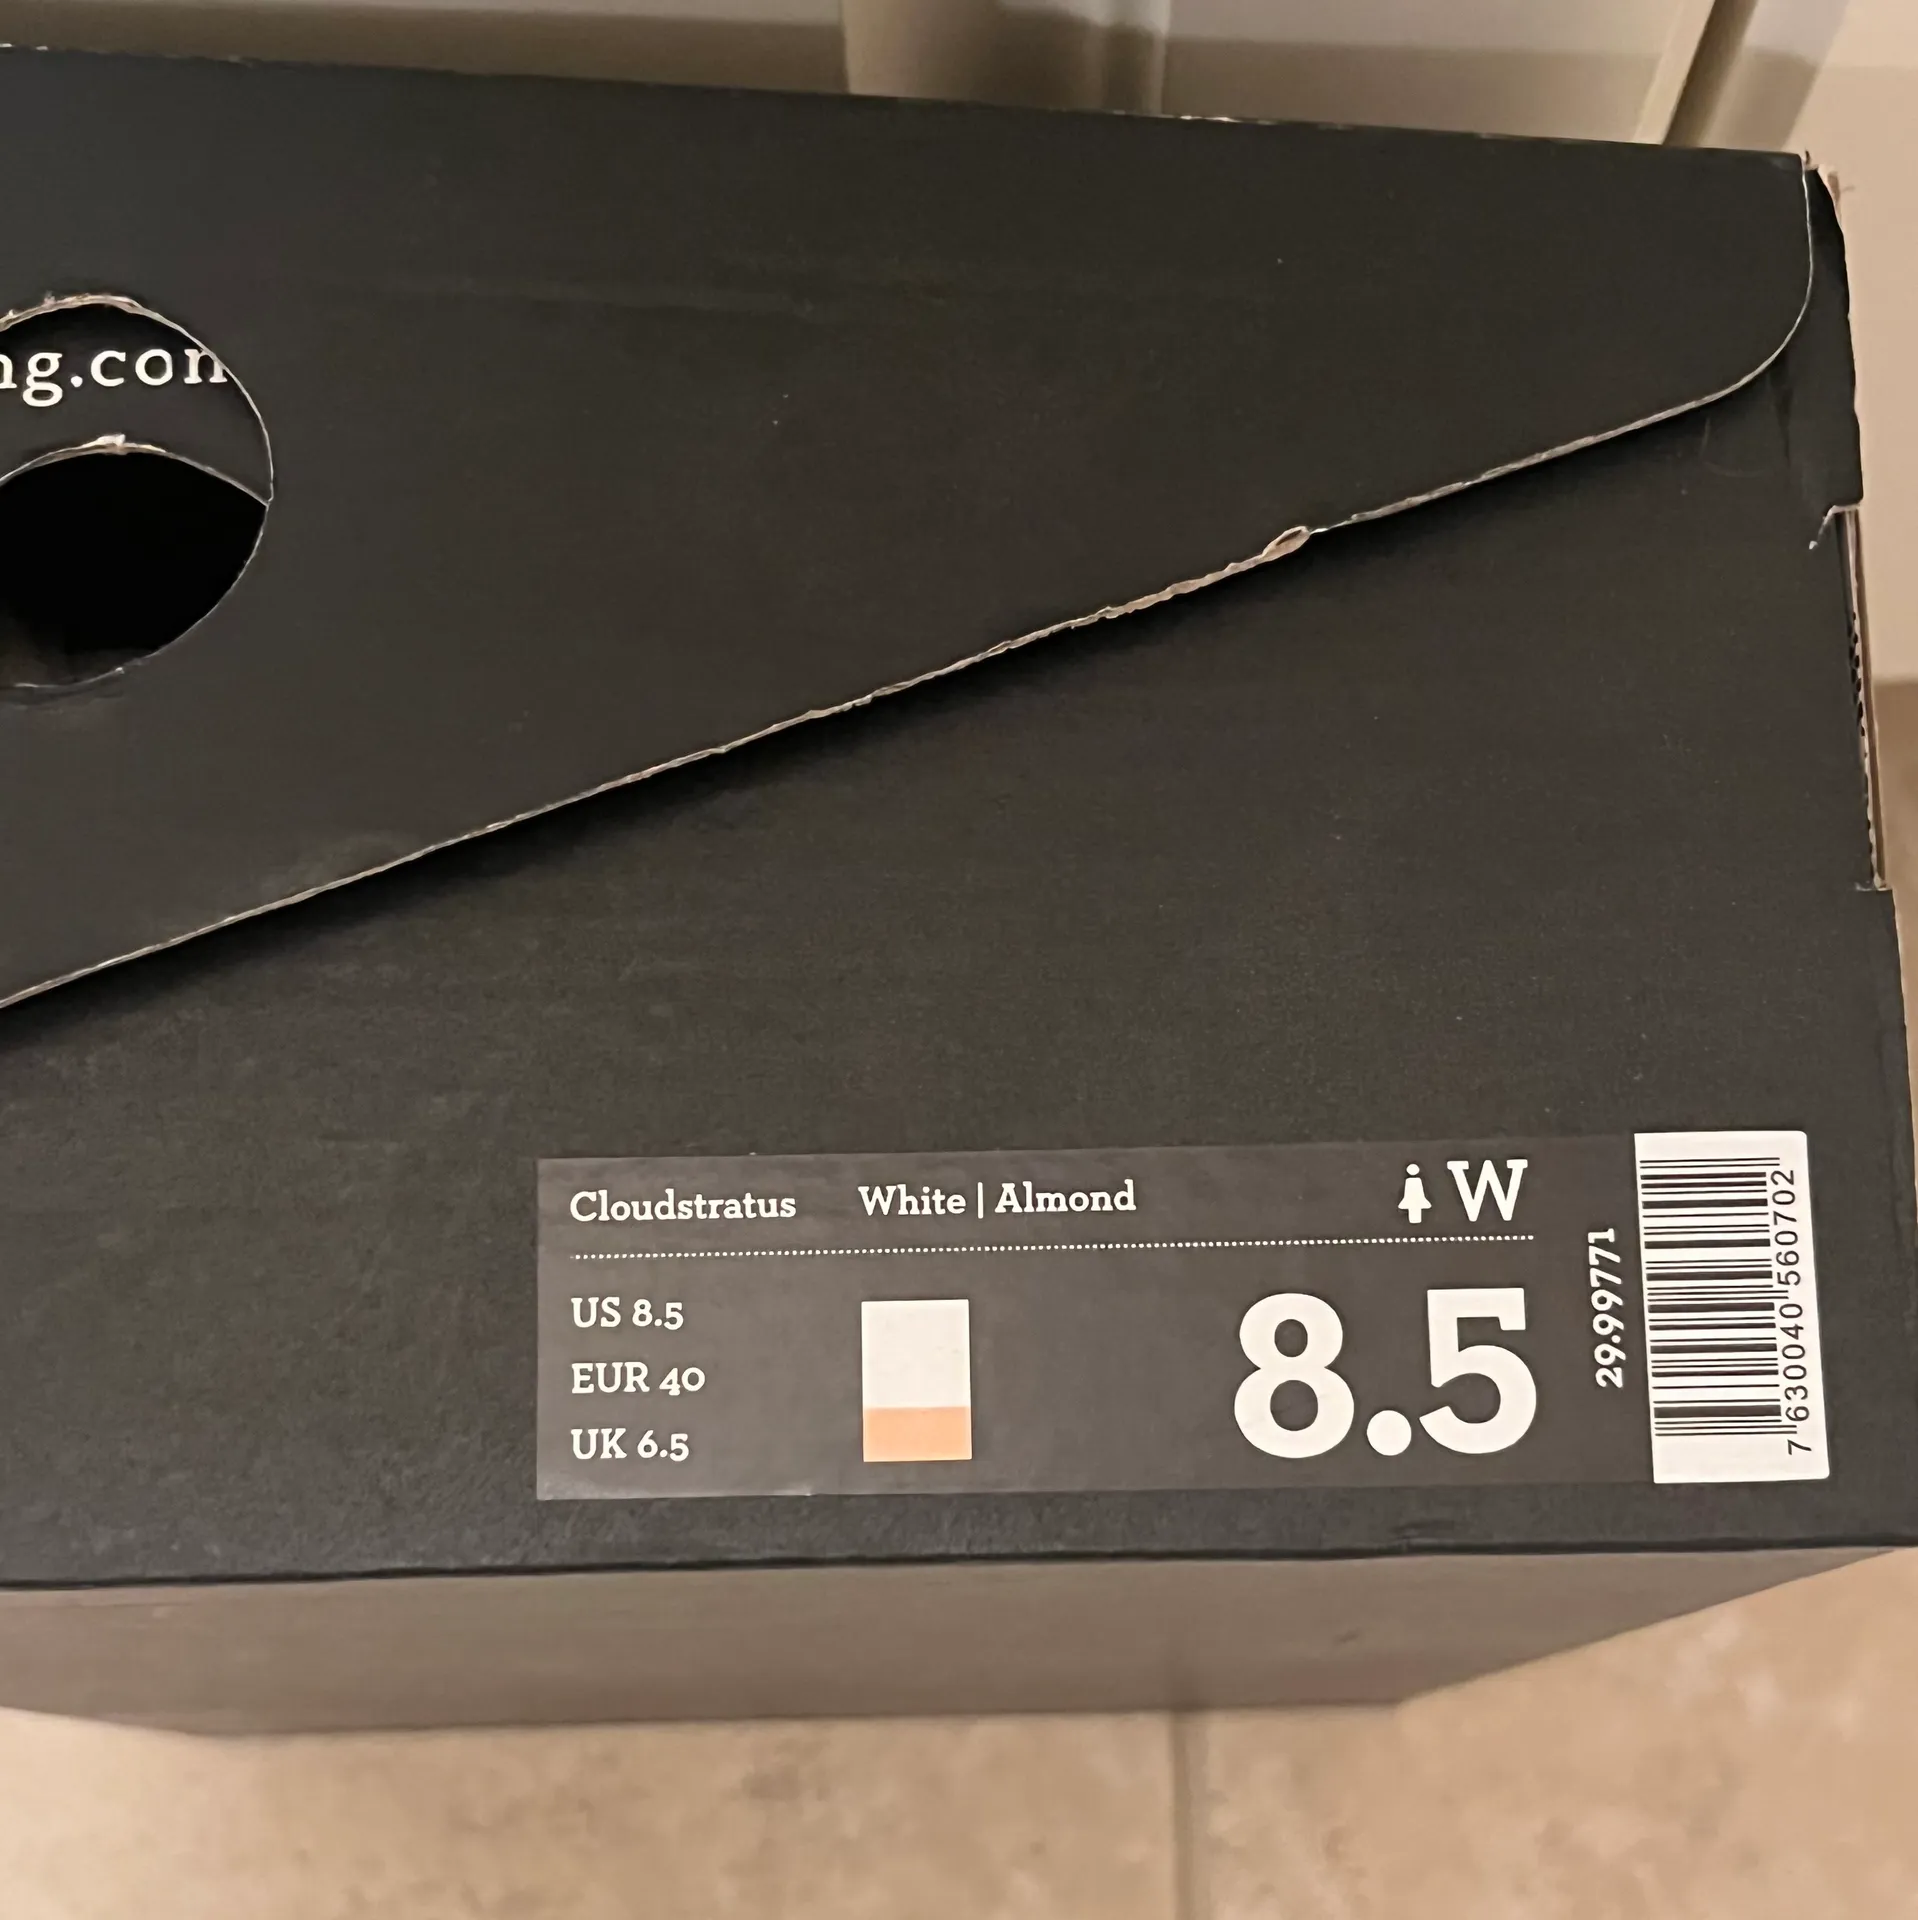 ng.com
Cloudstratus White | Almond W
US 8.5
EUR 40
UK 6.5
8.5
29.99771
7 630040 560702